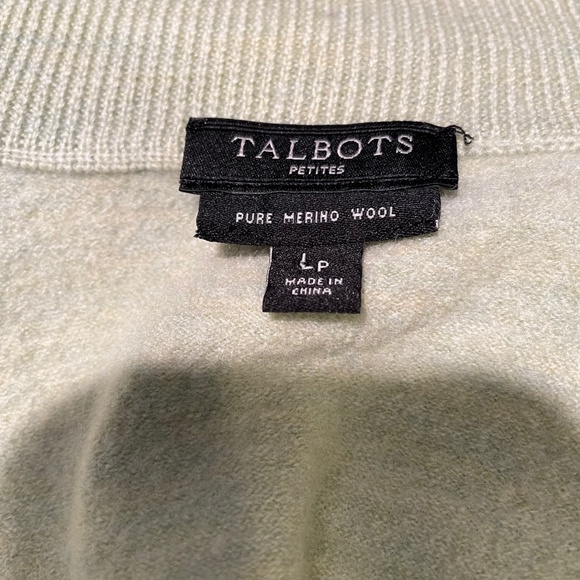 TALBOTS
PETITES
PURE MERINO WOOL
LP
MADE IN
CHINA